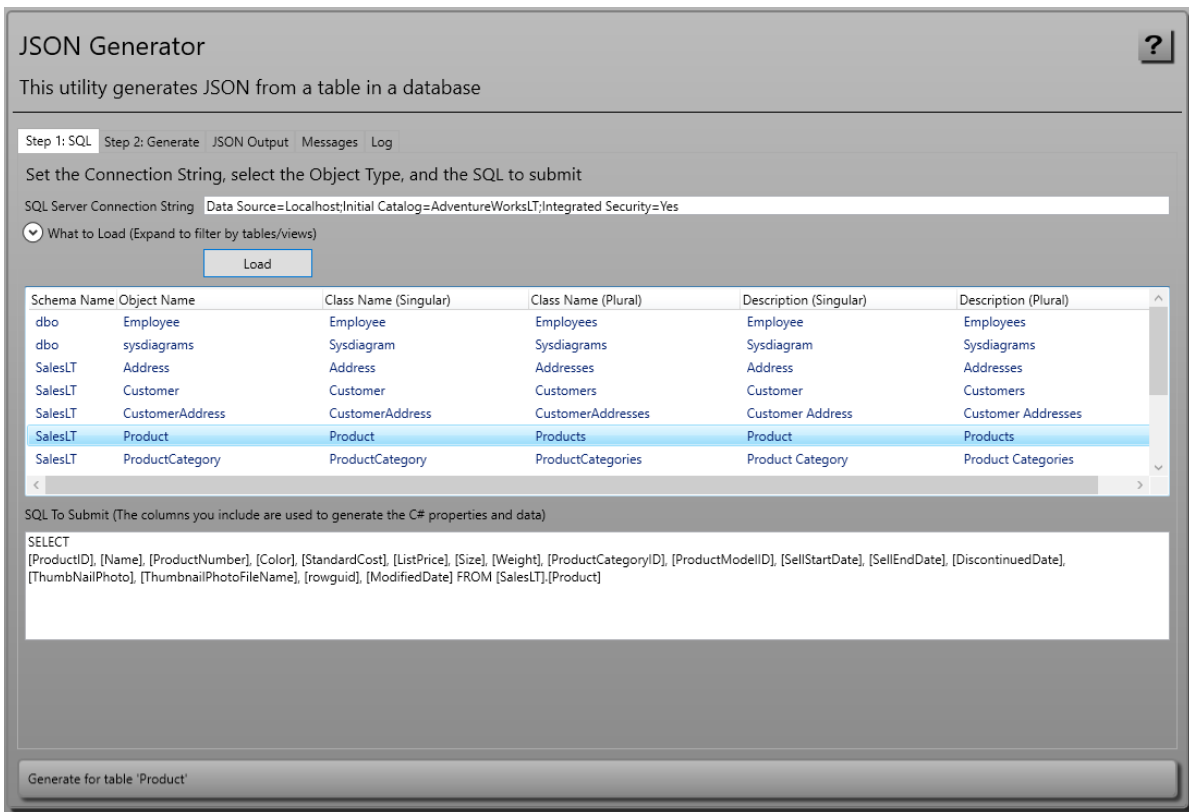 JSON Generator
?
This utility generates JSON from a table in a database
Step 1: SQL Step 2: Generate JSON Output Messages Log
Set the Connection String, select the Object Type, and the SQL to submit
SQL Server Connection String Data Source=Localhost;Initial Catalog=AdventureWorksLT;Integrated Security=Yes
What to Load (Expand to filter by tables/views)
Load
Schema Name Object Name Class Name (Singular) Class Name (Plural) Description (Singular) Description (Plural)
dbo Employee Employee Employees Employee Employees
dbo sysdiagrams Sysdiagram Sysdiagrams Sysdiagram Sysdiagrams
SalesLT Address Address Addresses Address Addresses
SalesLT Customer Customer Customers Customer Customers
SalesLT CustomerAddress CustomerAddress CustomerAddresses Customer Address Customer Addresses
SalesLT Product Product Products Product Products
SalesLT ProductCategory ProductCategory ProductCategories Product Category Product Categories
SQL To Submit (The columns you include are used to generate the C# properties and data)
SELECT
[ProductID], [Name], [ProductNumber], [Color], [StandardCost], [ListPrice], [Size], [Weight], [ProductCategoryID], [ProductModelID], [SellStartDate], [SellEndDate], [DiscontinuedDate],
[ThumbNailPhoto], [ThumbnailPhotoFileName], [rowguid], [ModifiedDate] FROM [SalesLT].[Product]
Generate for table 'Product'